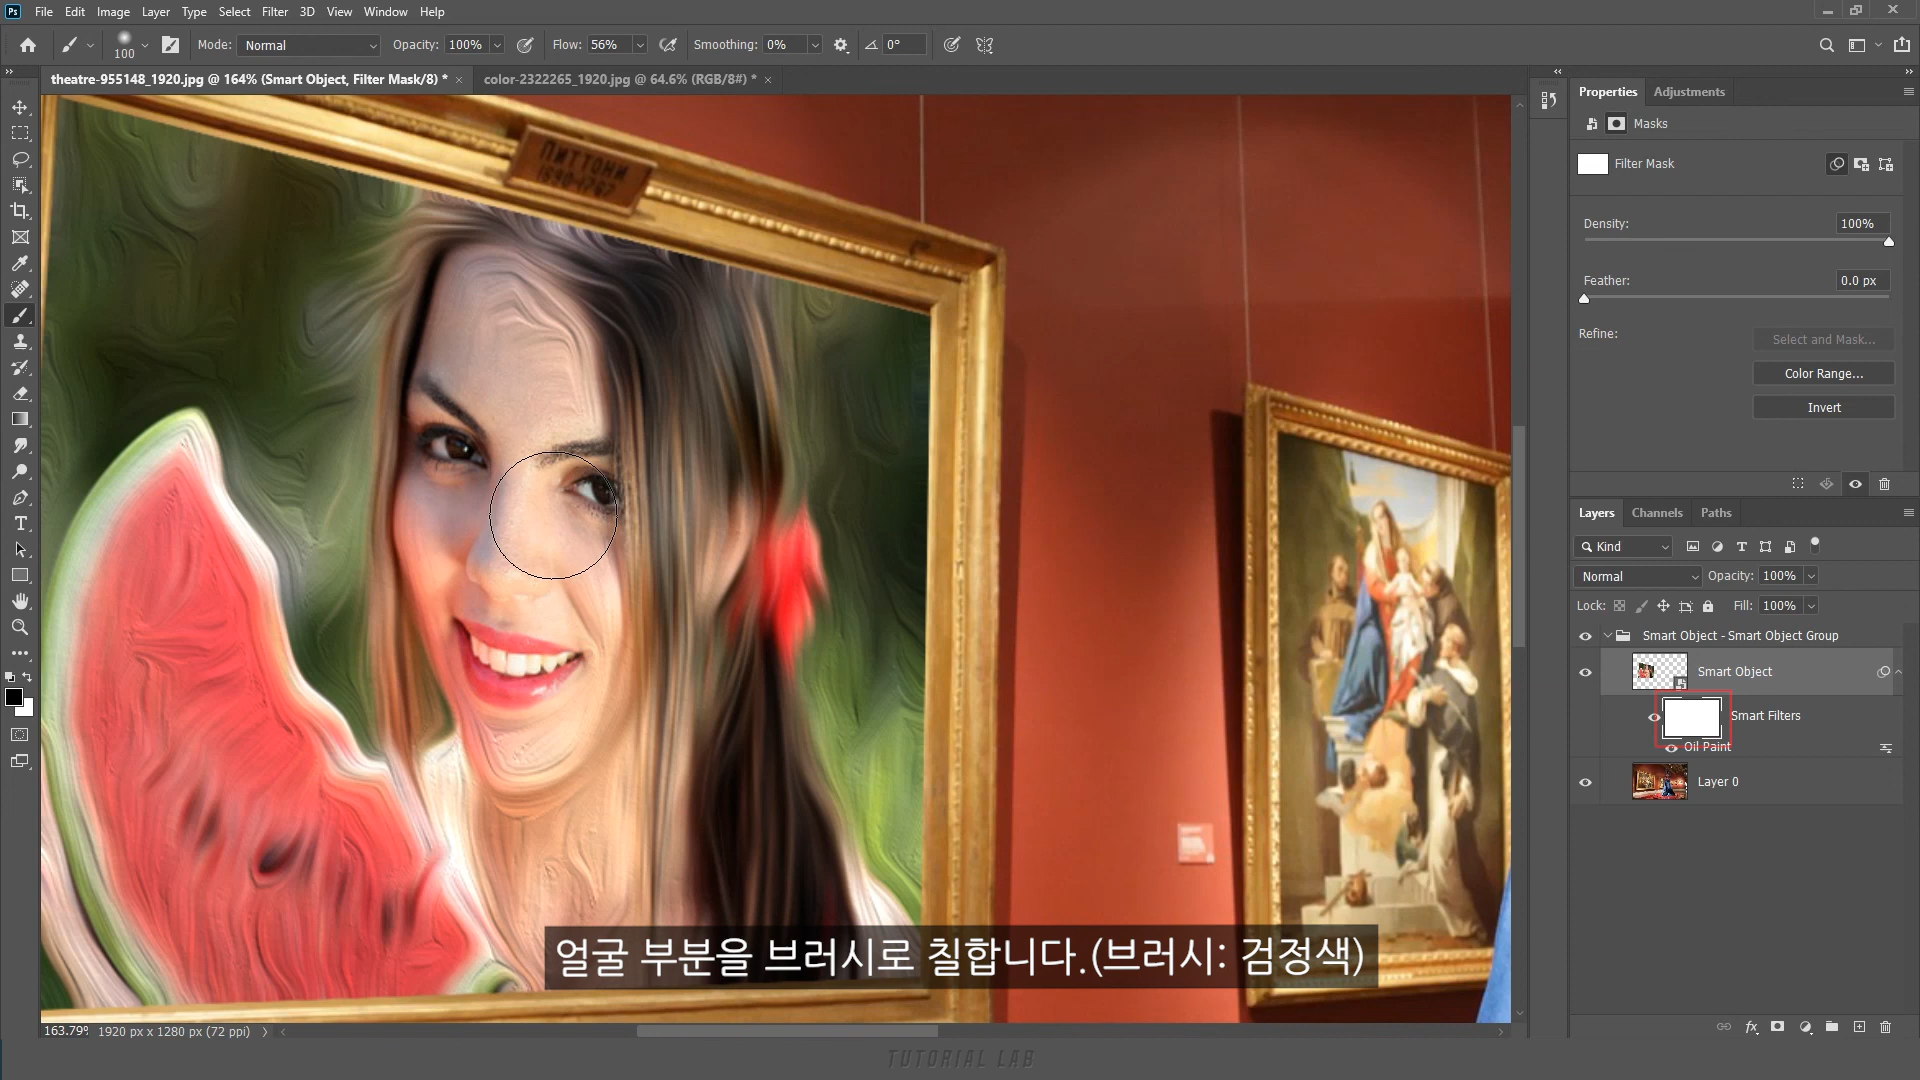 Ps File Edit Image Layer Type Select Filter 3D View Window Help
100 Mode: Normal Opacity: 100% Flow: 56% Smoothing: 0% 0°
theatre-955148_1920.jpg @ 164% (Smart Object, Filter Mask/8) * × color-2322265_1920.jpg @ 64.6% (RGB/8#) * ×
Properties Adjustments
Masks
Filter Mask
Density: 100%
Feather: 0.0 px
Refine: Select and Mask...
Color Range...
Invert
Layers Channels Paths
Kind
Normal Opacity: 100%
Lock: Fill: 100%
Smart Object - Smart Object Group
Smart Object
Smart Filters
Oil Paint
Layer 0
ПИТТОНИ
얼굴 부분을 브러시로 칠합니다.(브러시: 검정색)
163.79% 1920 px x 1280 px (72 ppi)
TUTORIAL LAB